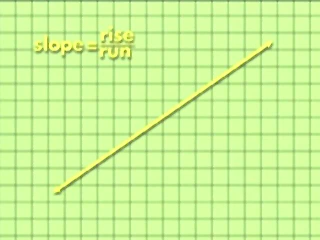 slope = rise
run